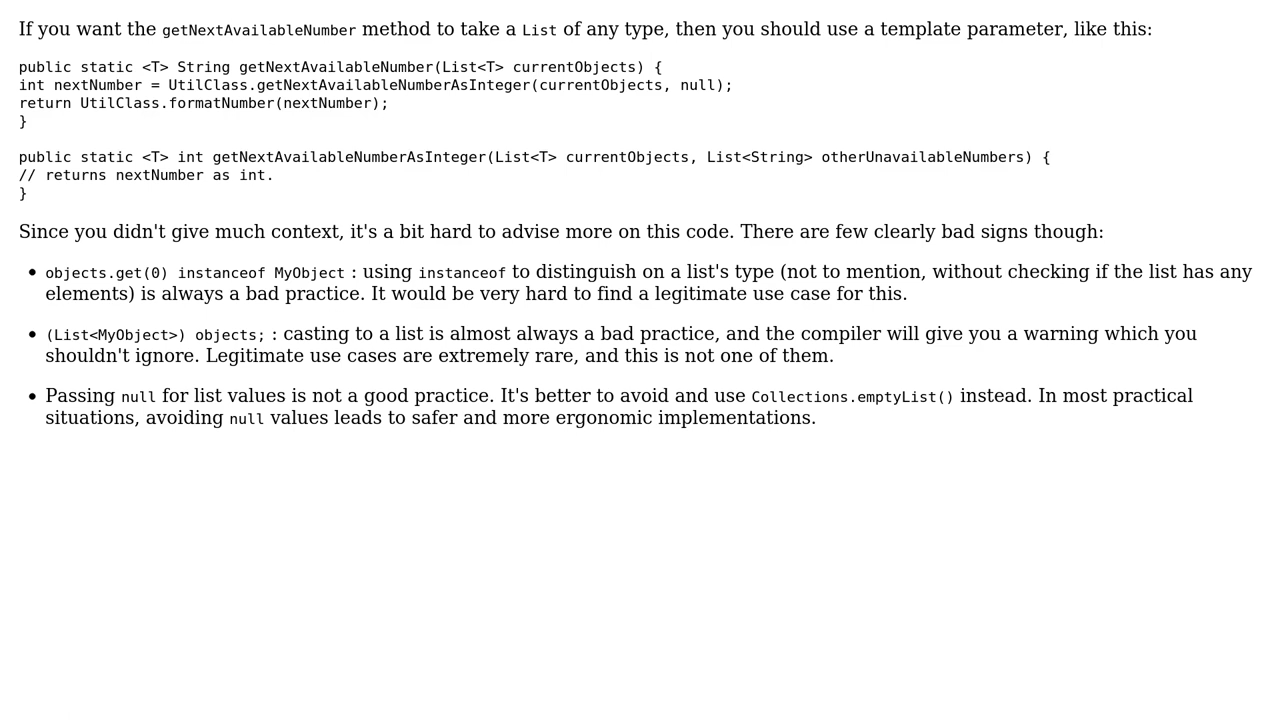 If you want the getNextAvailableNumber method to take a List of any type, then you should use a template parameter, like this:
public static <T> String getNextAvailableNumber(List<T> currentObjects) {
int nextNumber = UtilClass.getNextAvailableNumberAsInteger(currentObjects, null);
return UtilClass.formatNumber(nextNumber);
}
public static <T> int getNextAvailableNumberAsInteger(List<T> currentObjects, List<String> otherUnavailableNumbers) {
// returns nextNumber as int.
}
Since you didn't give much context, it's a bit hard to advise more on this code. There are few clearly bad signs though:
• objects.get(0) instanceof MyObject : using instanceof to distinguish on a list's type (not to mention, without checking if the list has any
elements) is always a bad practice. It would be very hard to find a legitimate use case for this.
• (List<MyObject>) objects; : casting to a list is almost always a bad practice, and the compiler will give you a warning which you
shouldn't ignore. Legitimate use cases are extremely rare, and this is not one of them.
• Passing null for list values is not a good practice. It's better to avoid and use Collections.emptyList() instead. In most practical
situations, avoiding null values leads to safer and more ergonomic implementations.